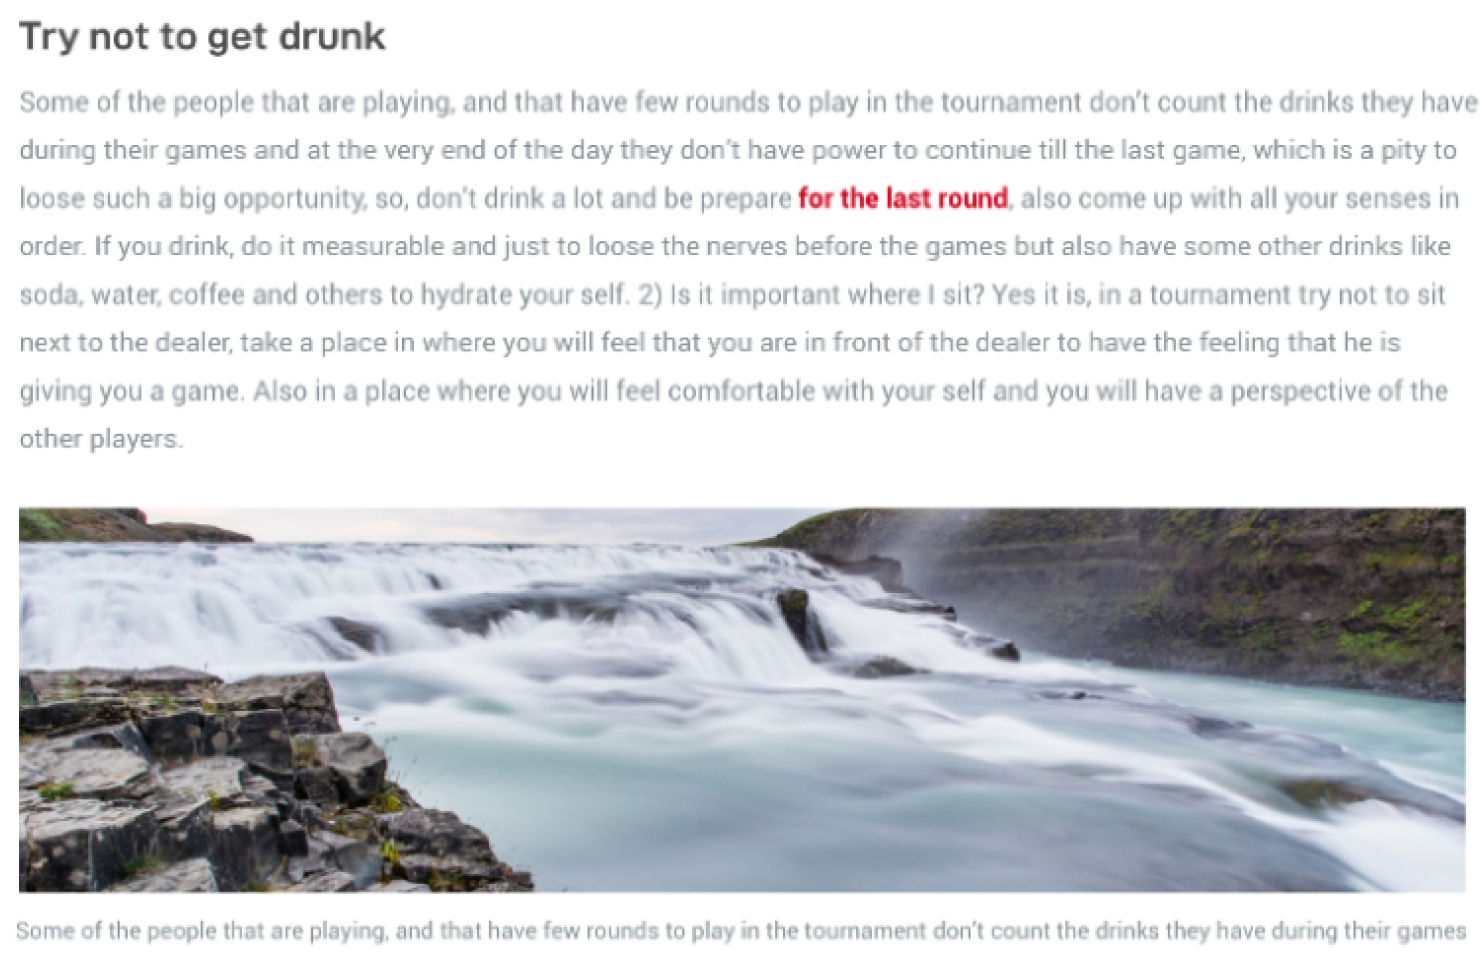 Try not to get drunk
Some of the people that are playing, and that have few rounds to play in the tournament don't count the drinks they have
during their games and at the very end of the day they don't have power to continue till the last game, which is a pity to
loose such a big opportunity, so, don't drink a lot and be prepare for the last round, also come up with all your senses in
order. If you drink, do it measurable and just to loose the nerves before the games but also have some other drinks like
soda, water, coffee and others to hydrate your self. 2) Is it important where I sit? Yes it is, in a tournament try not to sit
next to the dealer, take a place in where you will feel that you are in front of the dealer to have the feeling that he is
giving you a game. Also in a place where you will feel comfortable with your self and you will have a perspective of the
other players.
Some of the people that are playing, and that have few rounds to play in the tournament don't count the drinks they have during their games